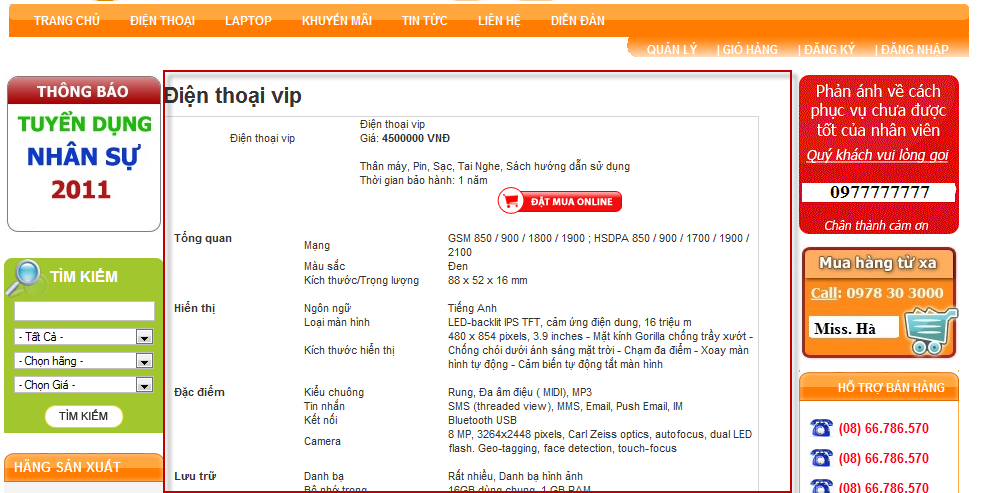 TRANG CHỦ ĐIỆN THOẠI LAPTOP KHUYẾN MÃI TIN TỨC LIÊN HỆ DIỄN ĐÀN
QUẢN LÝ | GIỎ HÀNG | ĐĂNG KÝ | ĐĂNG NHẬP
THÔNG BÁO
TUYỂN DỤNG
NHÂN SỰ
2011
TÌM KIẾM
- Tất Cả -
- Chọn hãng -
- Chọn Giá -
TÌM KIẾM
HÃNG SẢN XUẤT
Điện thoại vip
Điện thoại vip
Điện thoại vip
Giá: 4500000 VNĐ
Thân máy, Pin, Sạc, Tai Nghe, Sách hướng dẫn sử dụng
Thời gian bảo hành: 1 năm
ĐẶT MUA ONLINE
Tổng quan
Mạng GSM 850 / 900 / 1800 / 1900 ; HSDPA 850 / 900 / 1700 / 1900 /
2100
Màu sắc Đen
Kích thước/Trọng lượng 88 x 52 x 16 mm
Hiển thị Ngôn ngữ Tiếng Anh
Loại màn hình LED-backlit IPS TFT, cảm ứng điện dung, 16 triệu m
Kích thước hiển thị 480 x 854 pixels, 3.9 inches - Mặt kính Gorilla chống trầy xướt -
Chống chói dưới ánh sáng mặt trời - Chạm đa điểm - Xoay màn
hình tự động - Cảm biến tự động tắt màn hình
Đặc điểm Kiểu chuông Rung, Đa âm điệu ( MIDI), MP3
Tin nhắn SMS (threaded view), MMS, Email, Push Email, IM
Kết nối Bluetooth USB
Camera 8 MP, 3264x2448 pixels, Carl Zeiss optics, autofocus, dual LED
flash. Geo-tagging, face detection, touch-focus
Lưu trữ Danh bạ Rất nhiều, Danh bạ hình ảnh
Bộ nhớ trong 16GB dùng chung, 1 GB RAM
Phản ánh về cách
phục vụ chưa được
tốt của nhân viên
Quý khách vui lòng gọi
0977777777
Chân thành cảm ơn
Mua hàng từ xa
Call: 0978 30 3000
Miss. Hà
HỖ TRỢ BÁN HÀNG
(08) 66.786.570
(08) 66.786.570
(08) 66.786.570